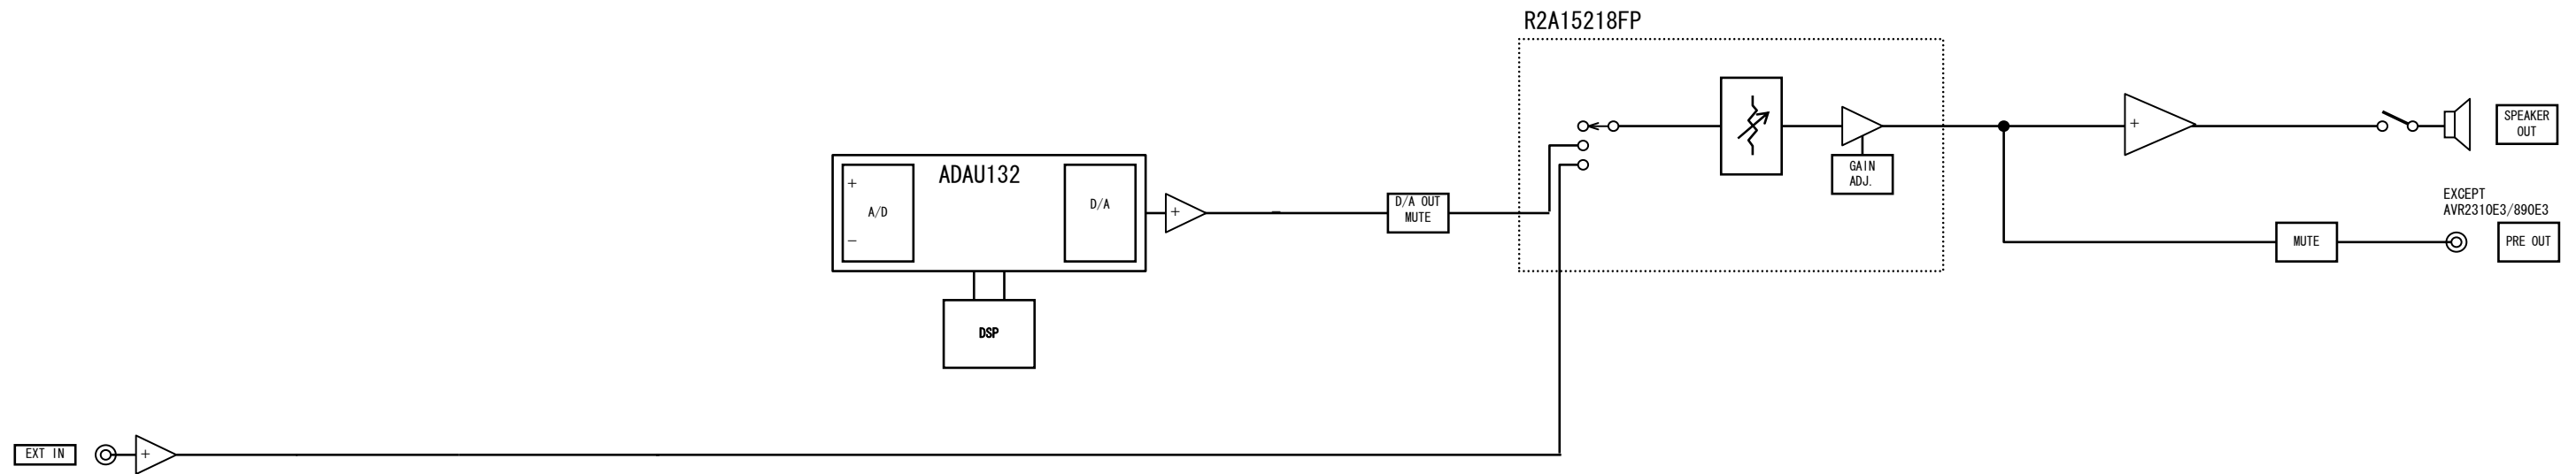 R2A15218FP
SPEAKER
OUT
GAIN
ADJ.
ADAU132
+
A/D
−
D/A
+
D/A OUT
MUTE
+
EXCEPT
AVR2310E3/890E3
MUTE
PRE OUT
DSP
EXT IN
+